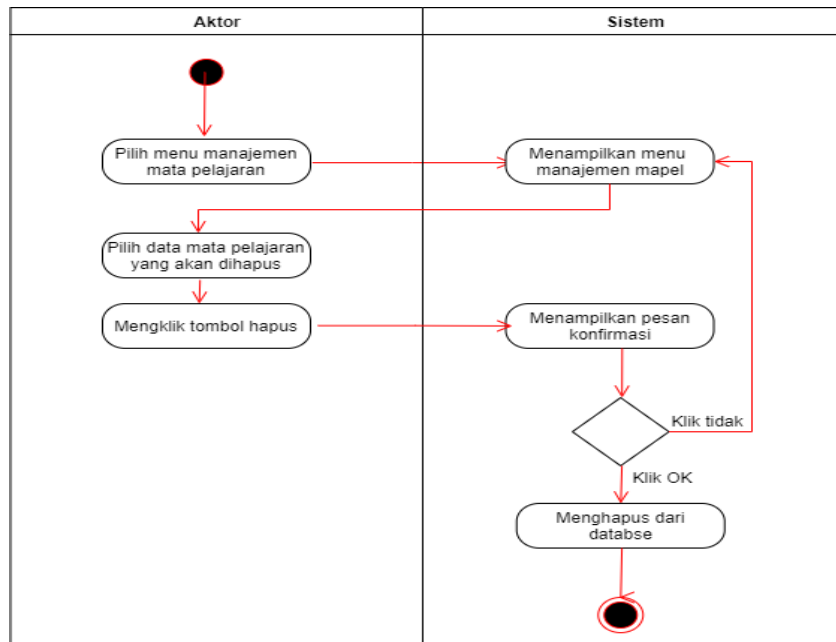 Aktor
Sistem
Pilih menu manajemen
mata pelajaran
Menampilkan menu
manajemen mapel
Pilih data mata pelajaran
yang akan dihapus
Mengklik tombol hapus
Menampilkan pesan
konfirmasi
Klik tidak
Klik OK
Menghapus dari
databse